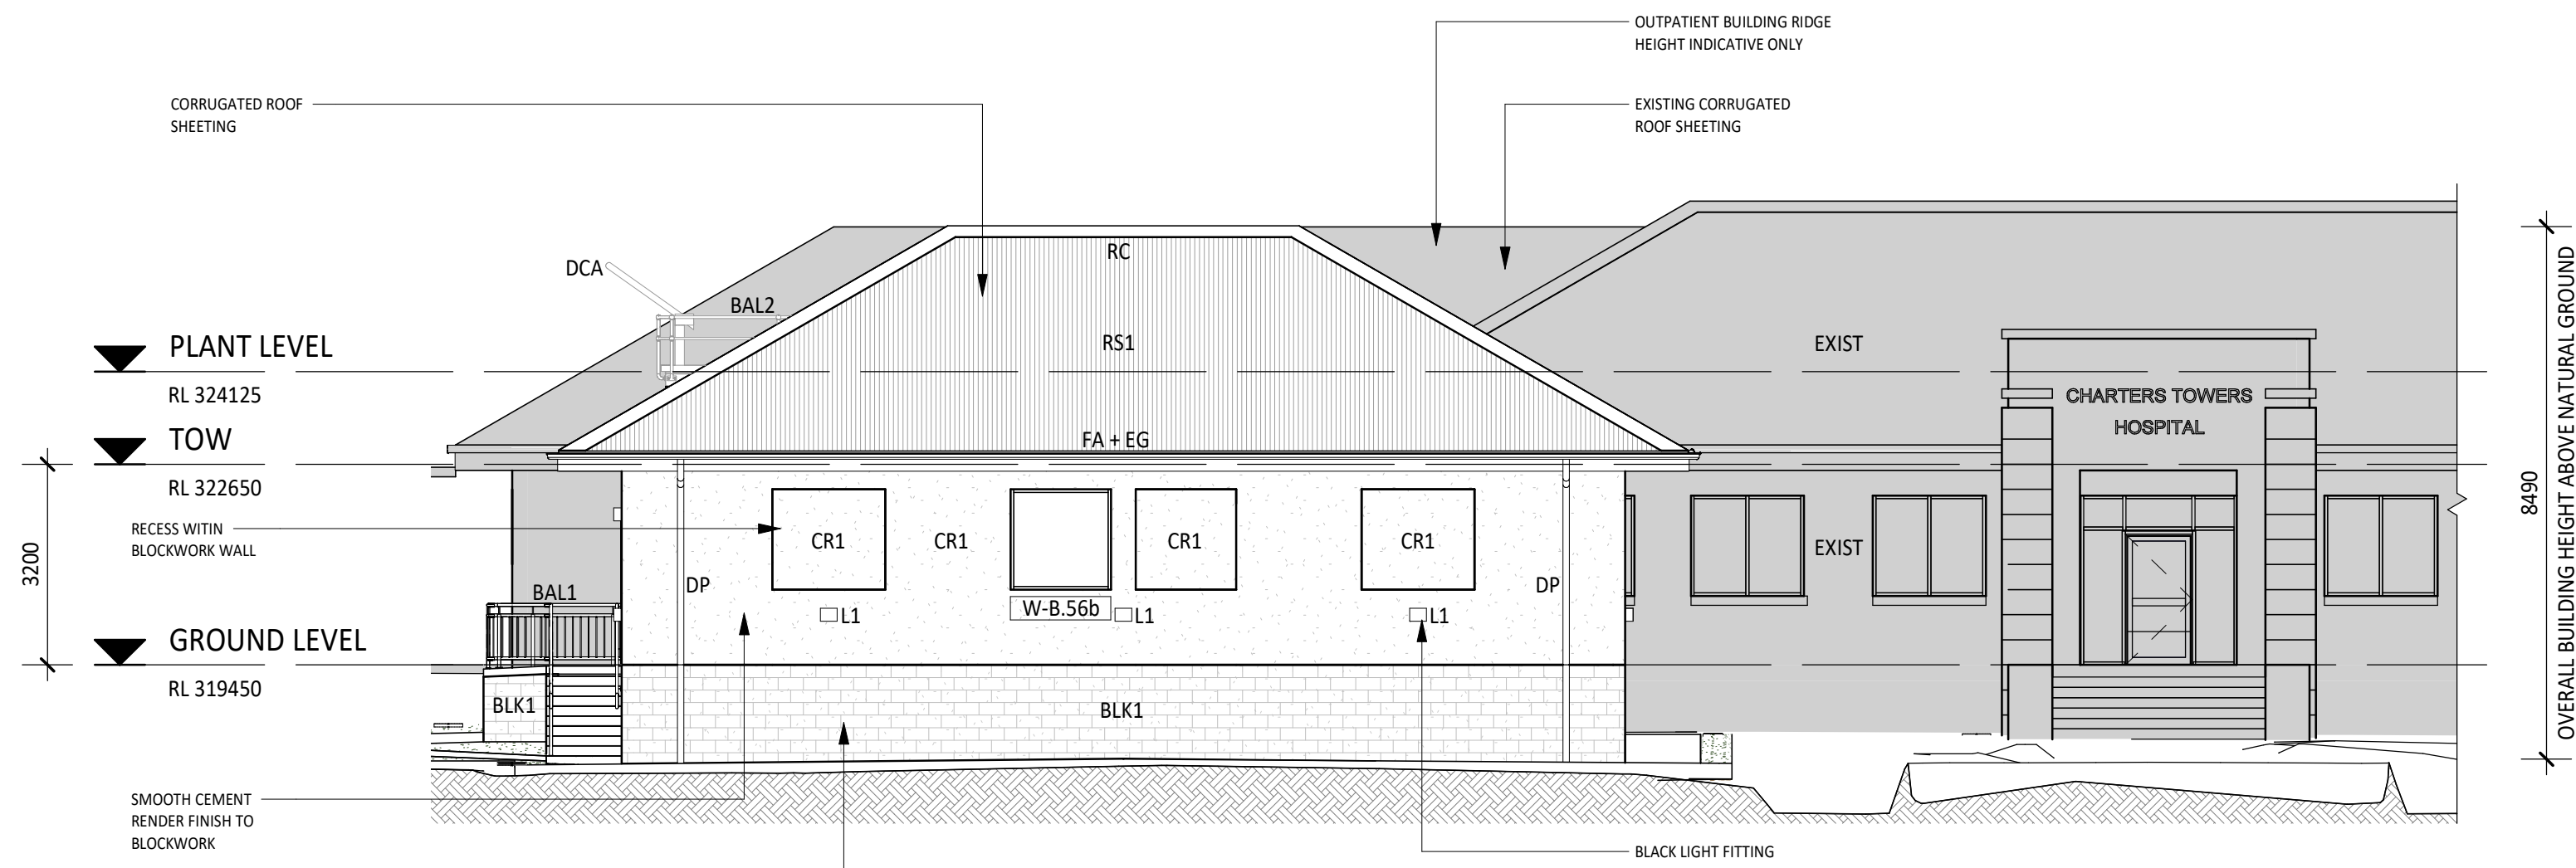 OUTPATIENT BUILDING RIDGE
HEIGHT INDICATIVE ONLY
CORRUGATED ROOF
SHEETING
EXISTING CORRUGATED
ROOF SHEETING
RC
DCA
BAL2
PLANT LEVEL
RL 324125
RS1
EXIST
CHARTERS TOWERS
HOSPITAL
TOW
RL 322650
FA + EG
RECESS WITIN
BLOCKWORK WALL
CR1
CR1
CR1
CR1
EXIST
3200
8490
OVERALL BUILDING HEIGHT ABOVE NATURAL GROUND
BAL1
DP
DP
W-B.56b
L1
L1
L1
GROUND LEVEL
RL 319450
BLK1
BLK1
SMOOTH CEMENT
RENDER FINISH TO
BLOCKWORK
BLACK LIGHT FITTING